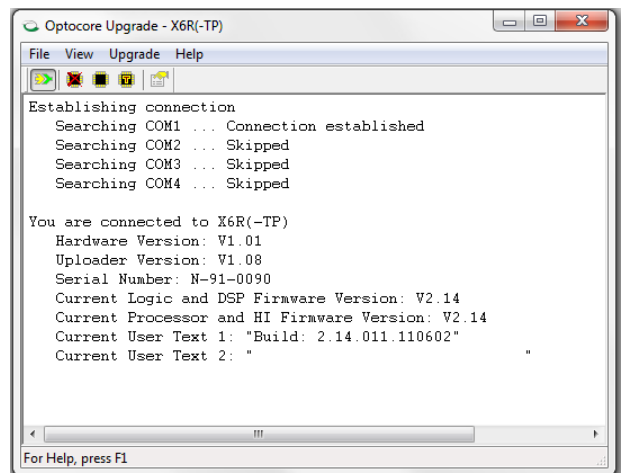 Optocore Upgrade - X6R(-TP)
File View Upgrade Help
Establishing connection
Searching COM1 ... Connection established
Searching COM2 ... Skipped
Searching COM3 ... Skipped
Searching COM4 ... Skipped
You are connected to X6R(-TP)
Hardware Version: V1.01
Uploader Version: V1.08
Serial Number: N-91-0090
Current Logic and DSP Firmware Version: V2.14
Current Processor and HI Firmware Version: V2.14
Current User Text 1: "Build: 2.14.011.110602"
Current User Text 2: "                              "
For Help, press F1